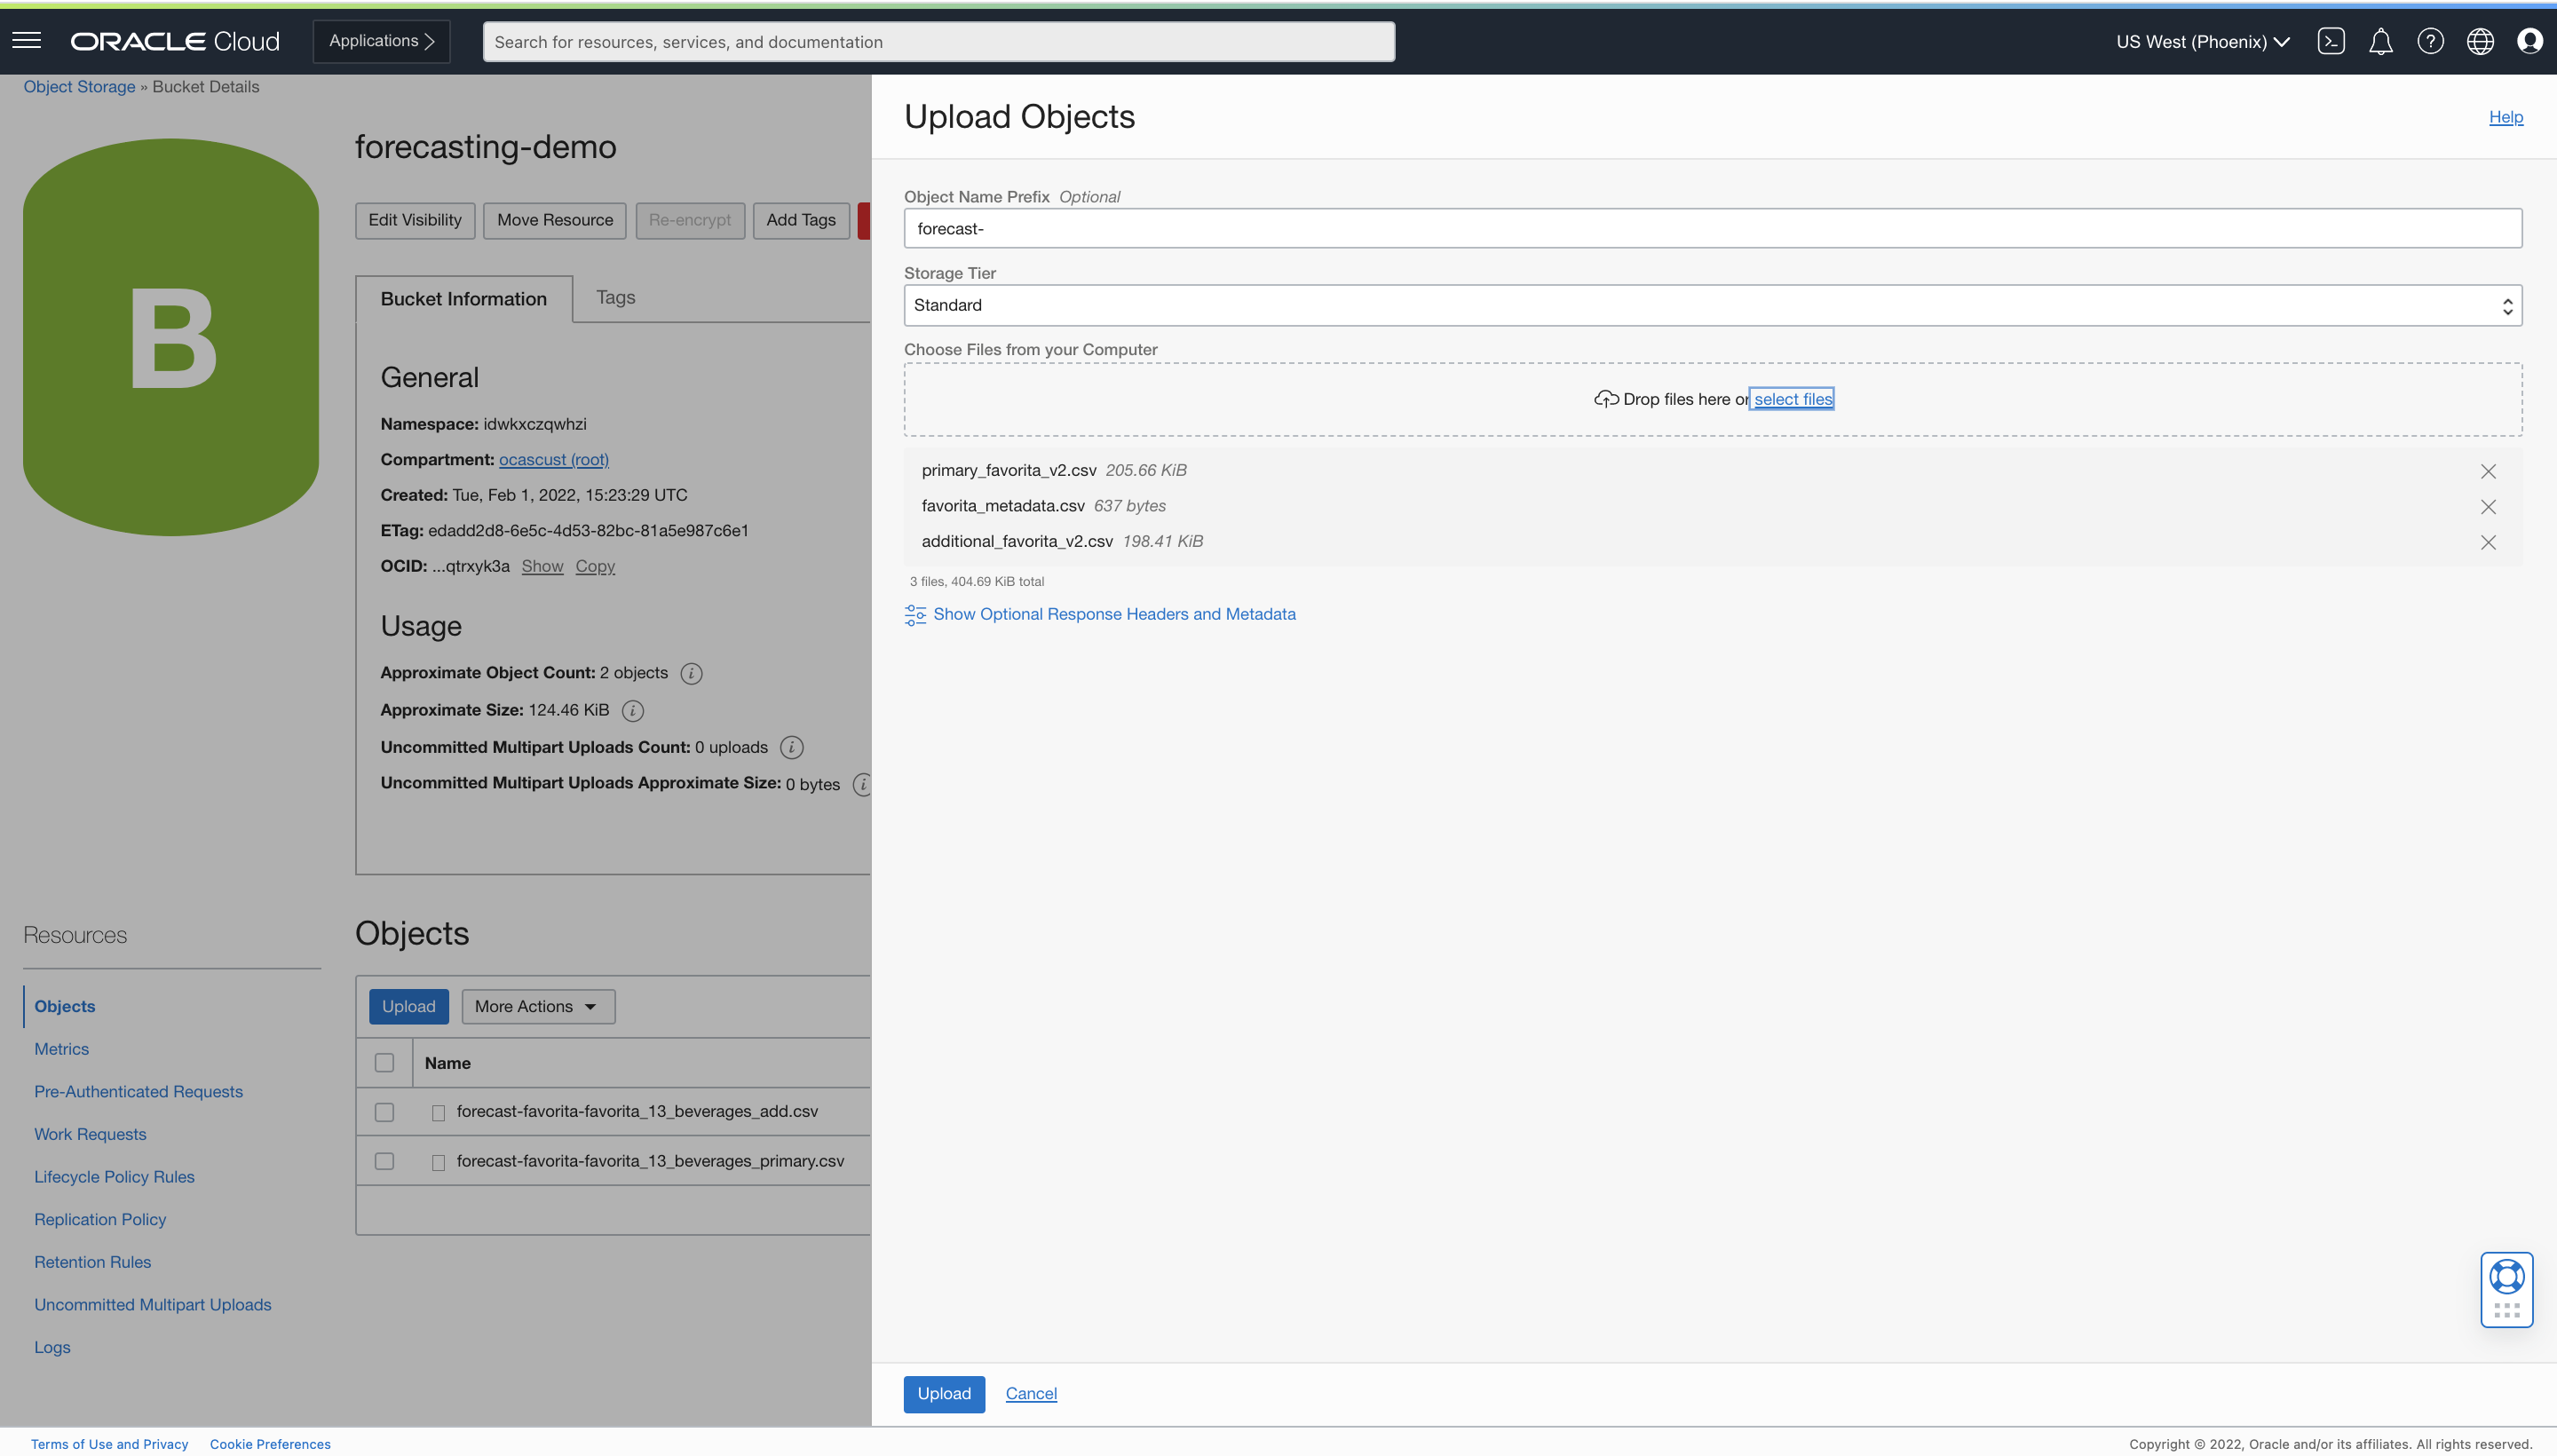 ORACLE Cloud
Applications
Search for resources, services, and documentation
US West (Phoenix)
Object Storage » Bucket Details
B
forecasting-demo
Edit Visibility
Move Resource
Re-encrypt
Add Tags
Bucket Information
Tags
General
Namespace: idwkxczqwhzi
Compartment: ocascust (root)
Created: Tue, Feb 1, 2022, 15:23:29 UTC
ETag: edadd2d8-6e5c-4d53-82bc-81a5e987c6e1
OCID: ...qtrxyk3a Show Copy
Usage
Approximate Object Count: 2 objects
Approximate Size: 124.46 KiB
Uncommitted Multipart Uploads Count: 0 uploads
Uncommitted Multipart Uploads Approximate Size: 0 bytes
Resources
Objects
Metrics
Pre-Authenticated Requests
Work Requests
Lifecycle Policy Rules
Replication Policy
Retention Rules
Uncommitted Multipart Uploads
Logs
Objects
Upload
More Actions
Name
forecast-favorita-favorita_13_beverages_add.csv
forecast-favorita-favorita_13_beverages_primary.csv
Upload Objects
Help
Object Name Prefix Optional
forecast-
Storage Tier
Standard
Choose Files from your Computer
Drop files here or select files
primary_favorita_v2.csv 205.66 KiB
favorita_metadata.csv 637 bytes
additional_favorita_v2.csv 198.41 KiB
3 files, 404.69 KiB total
Show Optional Response Headers and Metadata
Upload
Cancel
Terms of Use and Privacy
Cookie Preferences
Copyright © 2022, Oracle and/or its affiliates. All rights reserved.